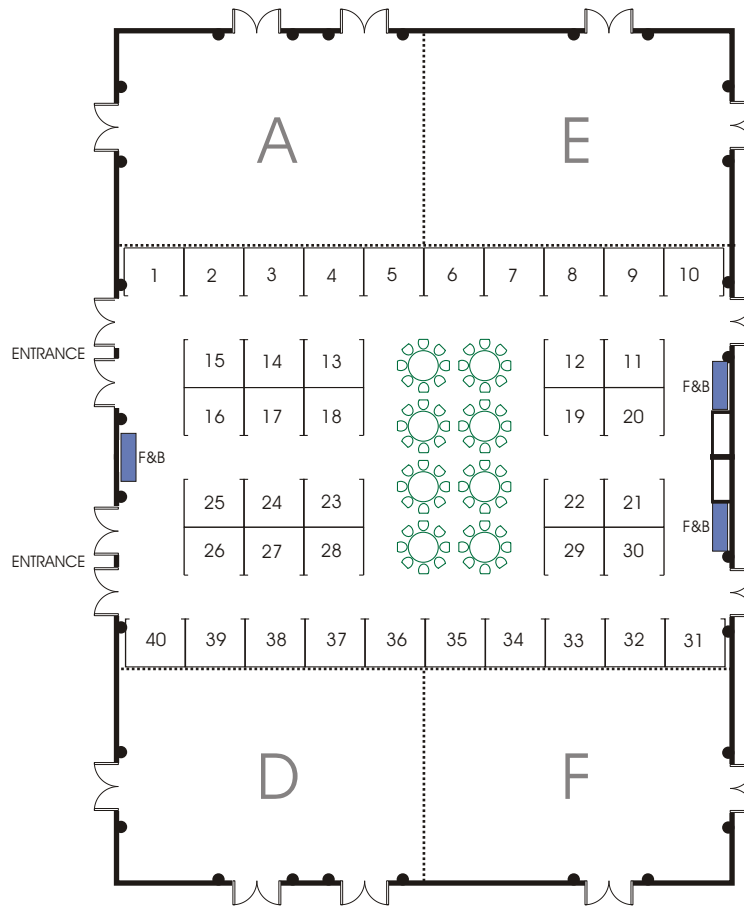 A E
1 2 3 4 5 6 7 8 9 10
ENTRANCE
15 14 13 12 11
F&B
16 17 18 19 20
F&B
25 24 23 22 21
F&B
26 27 28 29 30
ENTRANCE
40 39 38 37 36 35 34 33 32 31
D F